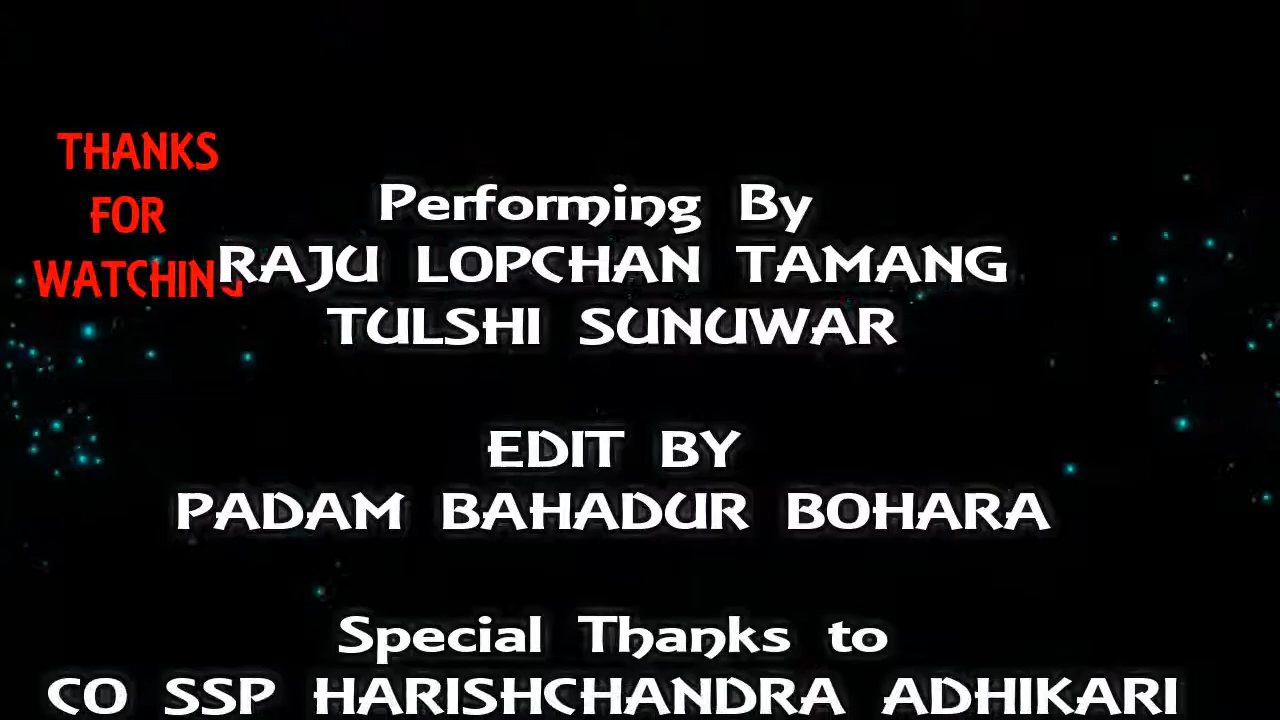 THANKS
FOR
WATCHING
Performing By
RAJU LOPCHAN TAMANG
TULSHI SUNUWAR
EDIT BY
PADAM BAHADUR BOHARA
Special Thanks to
CO SSP HARISHCHANDRA ADHIKARI